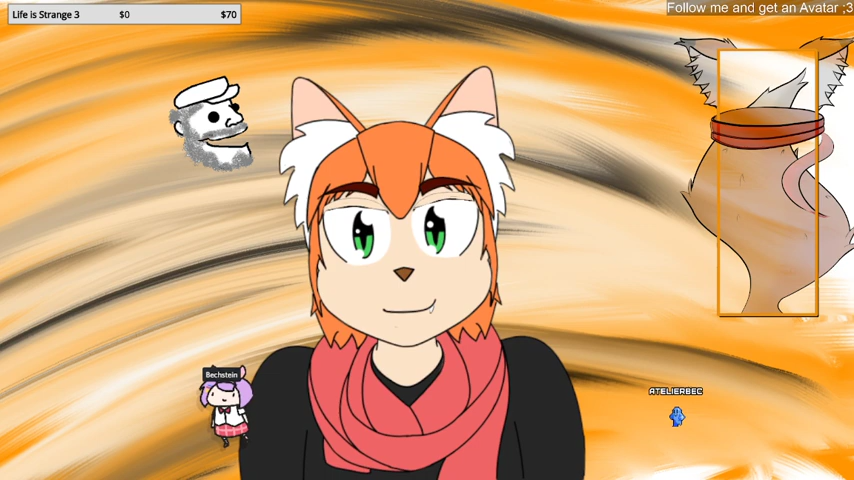 Life is Strange 3 $0 $70
Follow me and get an Avatar ;3
Bechstein
ATELIERBEC